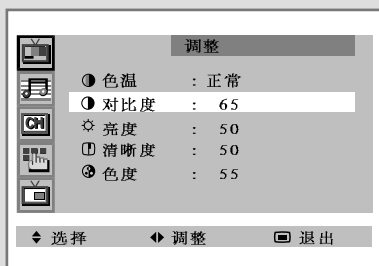 调整
色温 : 正常
对比度 : 65
CH 亮度 : 50
清晰度 : 50
色度 : 55
选择 调整 退出